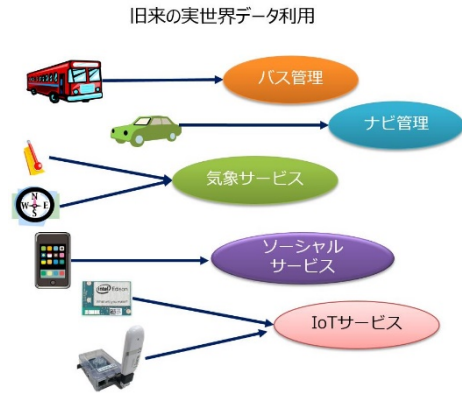 旧来の実世界データ利用
バス管理
ナビ管理
気象サービス
N
W E
S
ソーシャル
サービス
intel Edison
IoTサービス